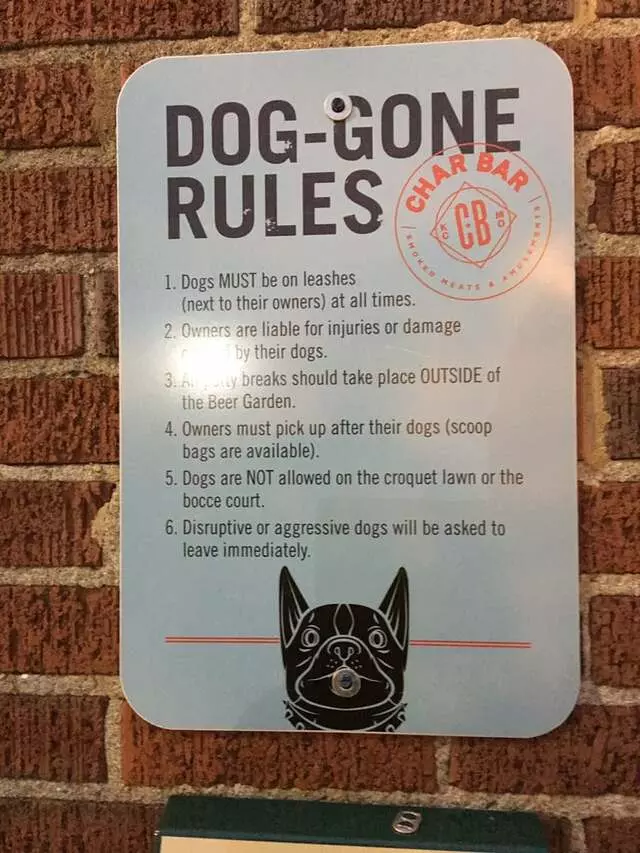 DOG-GONE
RULES
CHAR BAR
KC CB MO
SMOKED MEATS & AMUSEMENTS
1. Dogs MUST be on leashes
(next to their owners) at all times.
2. Owners are liable for injuries or damage
by their dogs.
3. breaks should take place OUTSIDE of
the Beer Garden.
4. Owners must pick up after their dogs (scoop
bags are available).
5. Dogs are NOT allowed on the croquet lawn or the
bocce court.
6. Disruptive or aggressive dogs will be asked to
leave immediately.